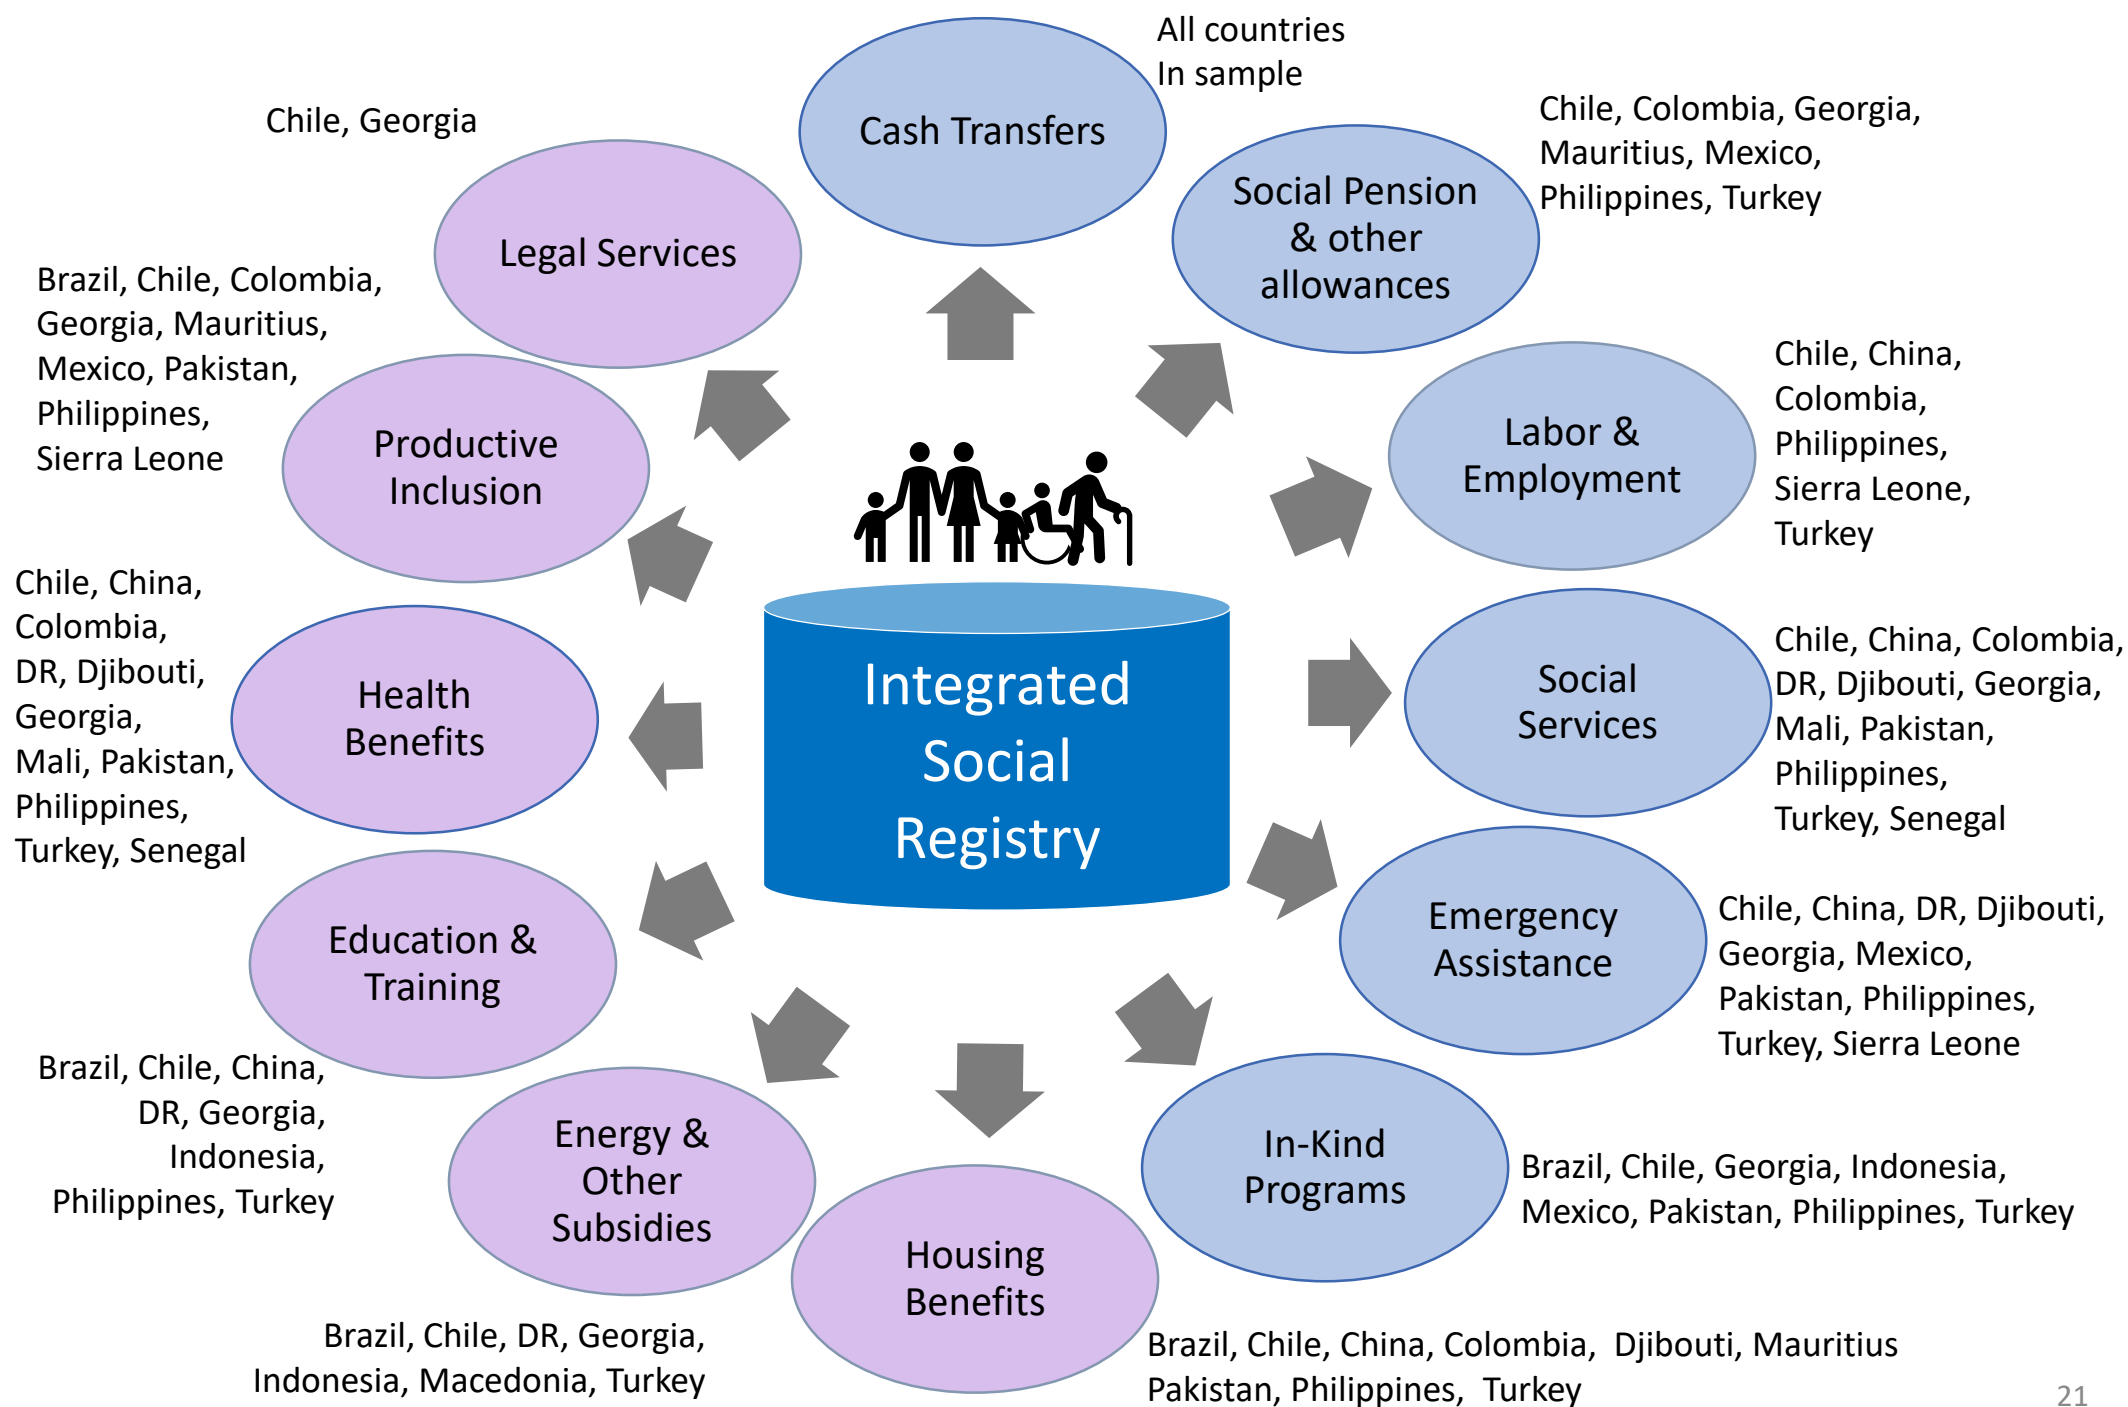 All countries
In sample
Cash Transfers
Chile, Colombia, Georgia,
Mauritius, Mexico,
Philippines, Turkey
Social Pension
& other
allowances
Chile, China,
Colombia,
Philippines,
Sierra Leone,
Turkey
Labor &
Employment
Chile, China, Colombia,
DR, Djibouti, Georgia,
Mali, Pakistan,
Philippines,
Turkey, Senegal
Social
Services
Chile, China, DR, Djibouti,
Georgia, Mexico,
Pakistan, Philippines,
Turkey, Sierra Leone
Emergency
Assistance
Brazil, Chile, Georgia, Indonesia,
Mexico, Pakistan, Philippines, Turkey
In-Kind
Programs
Brazil, Chile, China, Colombia, Djibouti, Mauritius
Pakistan, Philippines, Turkey
Housing
Benefits
Brazil, Chile, DR, Georgia,
Indonesia, Macedonia, Turkey
Energy &
Other
Subsidies
Brazil, Chile, China,
DR, Georgia,
Indonesia,
Philippines, Turkey
Education &
Training
Chile, China,
Colombia,
DR, Djibouti,
Georgia,
Mali, Pakistan,
Philippines,
Turkey, Senegal
Health
Benefits
Brazil, Chile, Colombia,
Georgia, Mauritius,
Mexico, Pakistan,
Philippines,
Sierra Leone
Productive
Inclusion
Chile, Georgia
Legal Services
Integrated
Social
Registry
21